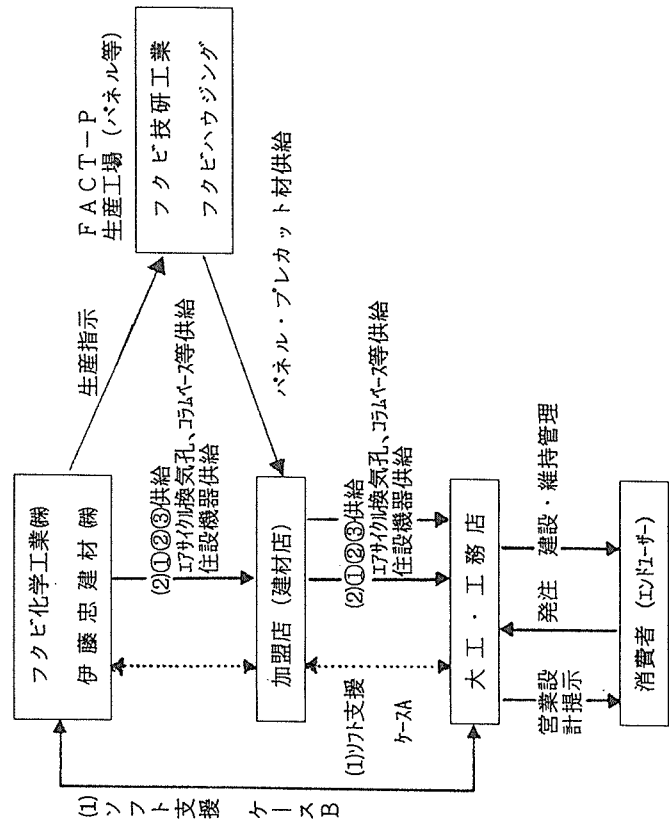 FACT-P
生産工場（パネル等）
フクビ技研工業
フクビハウジング
生産指示
パネル・プレカット材供給
フクビ化学工業㈱
伊藤忠建材㈱
(2)①②③供給
ｴｱｻｲｸﾙ換気孔、ｺﾗﾑﾍﾞｰｽ等供給
住設機器供給
加盟店（建材店）
(2)①②③供給
ｴｱｻｲｸﾙ換気孔、ｺﾗﾑﾍﾞｰｽ等供給
住設機器供給
(1)ｿﾌﾄ支援
ｹｰｽA
大工・工務店
営業設
計提示
発注
建設・維持管理
消費者（ｴﾝﾄﾞﾕｰｻﾞｰ）
(1)
ソフト支援
ケースB